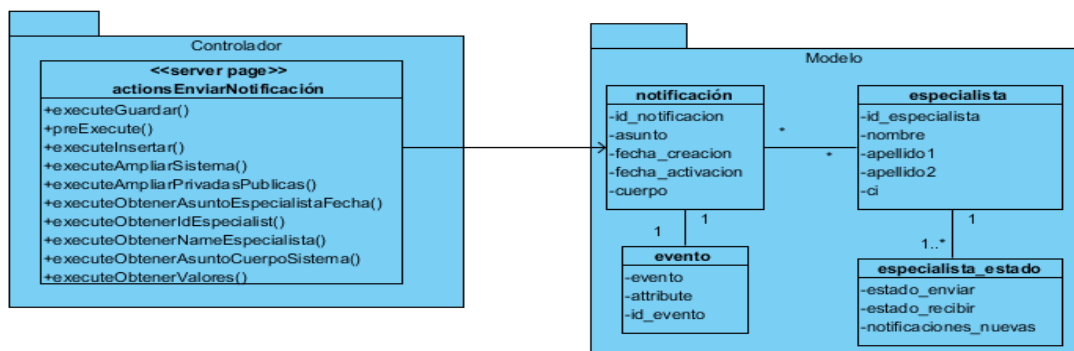 Controlador
<<server page>>
actionsEnviarNotificación
+executeGuardar()
+preExecute()
+executeInsertar()
+executeAmpliarSistema()
+executeAmpliarPrivadasPublicas()
+executeObtenerAsuntoEspecialistaFecha()
+executeObtenerIdEspecialist()
+executeObtenerNameEspecialista()
+executeObtenerAsuntoCuerpoSistema()
+executeObtenerValores()
Modelo
notificación
-id_notificacion
-asunto
-fecha_creacion
-fecha_activacion
-cuerpo
*
*
especialista
-id_especialista
-nombre
-apellido1
-apellido2
-ci
1
1
evento
-evento
-attribute
-id_evento
1
1..*
especialista_estado
-estado_enviar
-estado_recibir
-notificaciones_nuevas